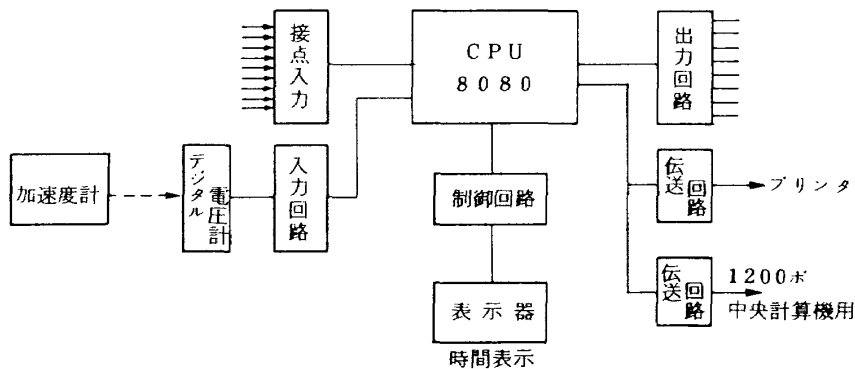 接点入力
CPU
8080
出力回路
加速度計
デジタル
電圧計
入力回路
制御回路
伝送
回路
プリンタ
表示器
時間表示
伝送
回路
1200ボ
中央計算機用